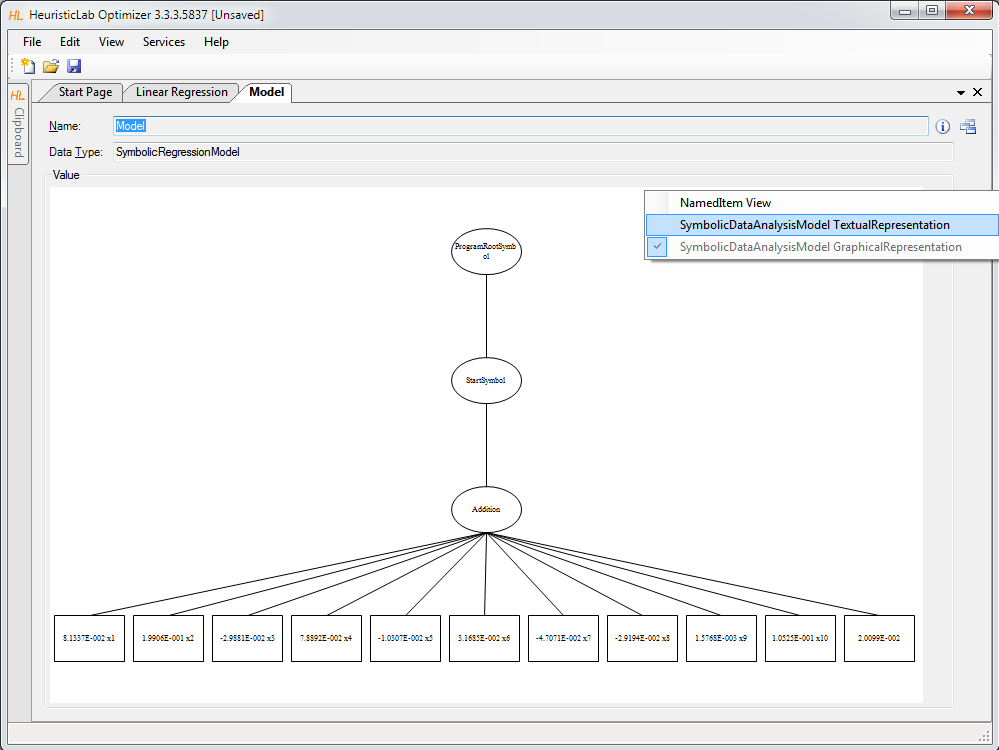 HL HeuristicLab Optimizer 3.3.3.5837 [Unsaved]
File Edit View Services Help
HL Clipboard
Start Page Linear Regression Model
Name: Model
Data Type: SymbolicRegressionModel
Value
NamedItem View
SymbolicDataAnalysisModel TextualRepresentation
SymbolicDataAnalysisModel GraphicalRepresentation
ProgramRootSymb
ol
StartSymbol
Addition
8.1337E-002 x1 1.9906E-001 x2 -2.9881E-002 x3 7.8892E-002 x4 -1.0307E-002 x5 3.1685E-002 x6 -4.7071E-002 x7 -2.9194E-002 x8 1.5768E-003 x9 1.0525E-001 x10 2.0099E-002